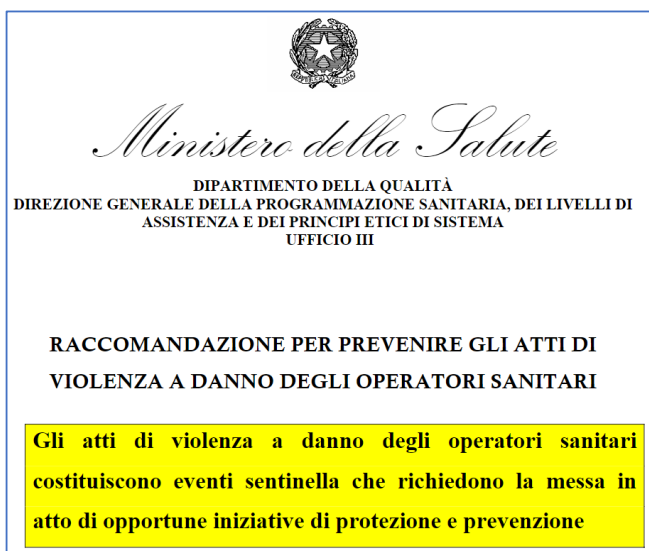 Ministero della Salute
DIPARTIMENTO DELLA QUALITÀ
DIREZIONE GENERALE DELLA PROGRAMMAZIONE SANITARIA, DEI LIVELLI DI
ASSISTENZA E DEI PRINCIPI ETICI DI SISTEMA
UFFICIO III
RACCOMANDAZIONE PER PREVENIRE GLI ATTI DI
VIOLENZA A DANNO DEGLI OPERATORI SANITARI
Gli atti di violenza a danno degli operatori sanitari
costituiscono eventi sentinella che richiedono la messa in
atto di opportune iniziative di protezione e prevenzione